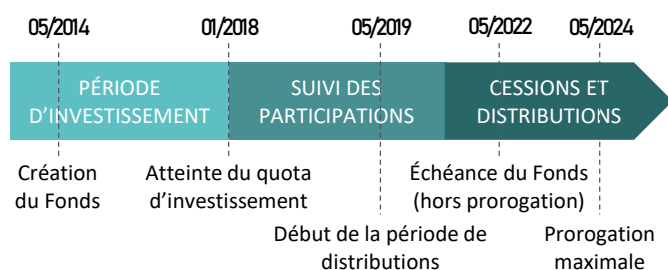 05/2014 01/2018 05/2019 05/2022 05/2024
PÉRIODE
D’INVESTISSEMENT
SUIVI DES
PARTICIPATIONS
CESSIONS ET
DISTRIBUTIONS
Création
du Fonds
Atteinte du quota
d’investissement
Échéance du Fonds
(hors prorogation)
Début de la période de
distributions
Prorogation
maximale